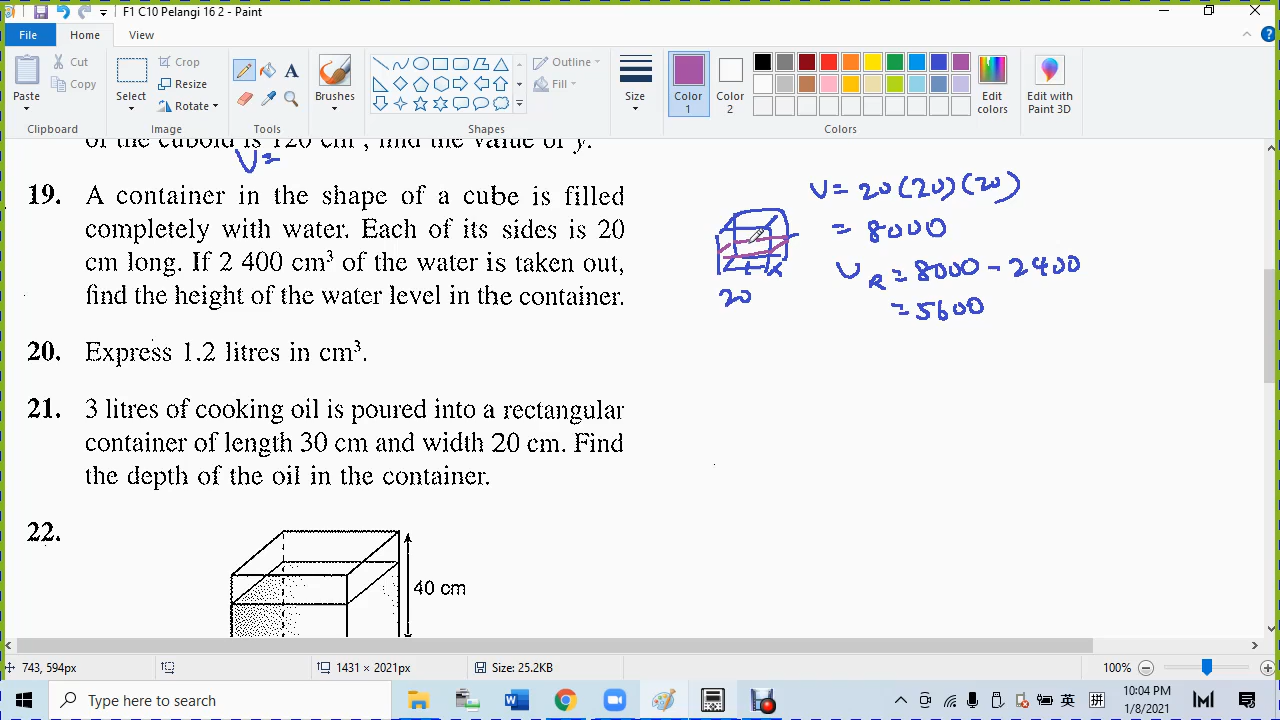 F1 C10 Pelangi 16 2 - Paint
File Home View
Paste Cut Copy
Clipboard
Select Crop Resize Rotate
Image
Tools
Brushes
Shapes
Outline Fill
Size
Color 1 Color 2
Edit colors
Edit with Paint 3D
Colors
of the cuboid is 120 cm , find the value of y.
V=
19. A container in the shape of a cube is filled
completely with water. Each of its sides is 20
cm long. If 2 400 cm³ of the water is taken out,
find the height of the water level in the container.
20
V = 20(20)(20)
= 8000
V R = 8000 - 2400
= 5600
20. Express 1.2 litres in cm³.
21. 3 litres of cooking oil is poured into a rectangular
container of length 30 cm and width 20 cm. Find
the depth of the oil in the container.
22.
40 cm
743, 594px 1431 × 2021px Size: 25.2KB 100%
Type here to search
英 拼
10:04 PM
1/8/2021